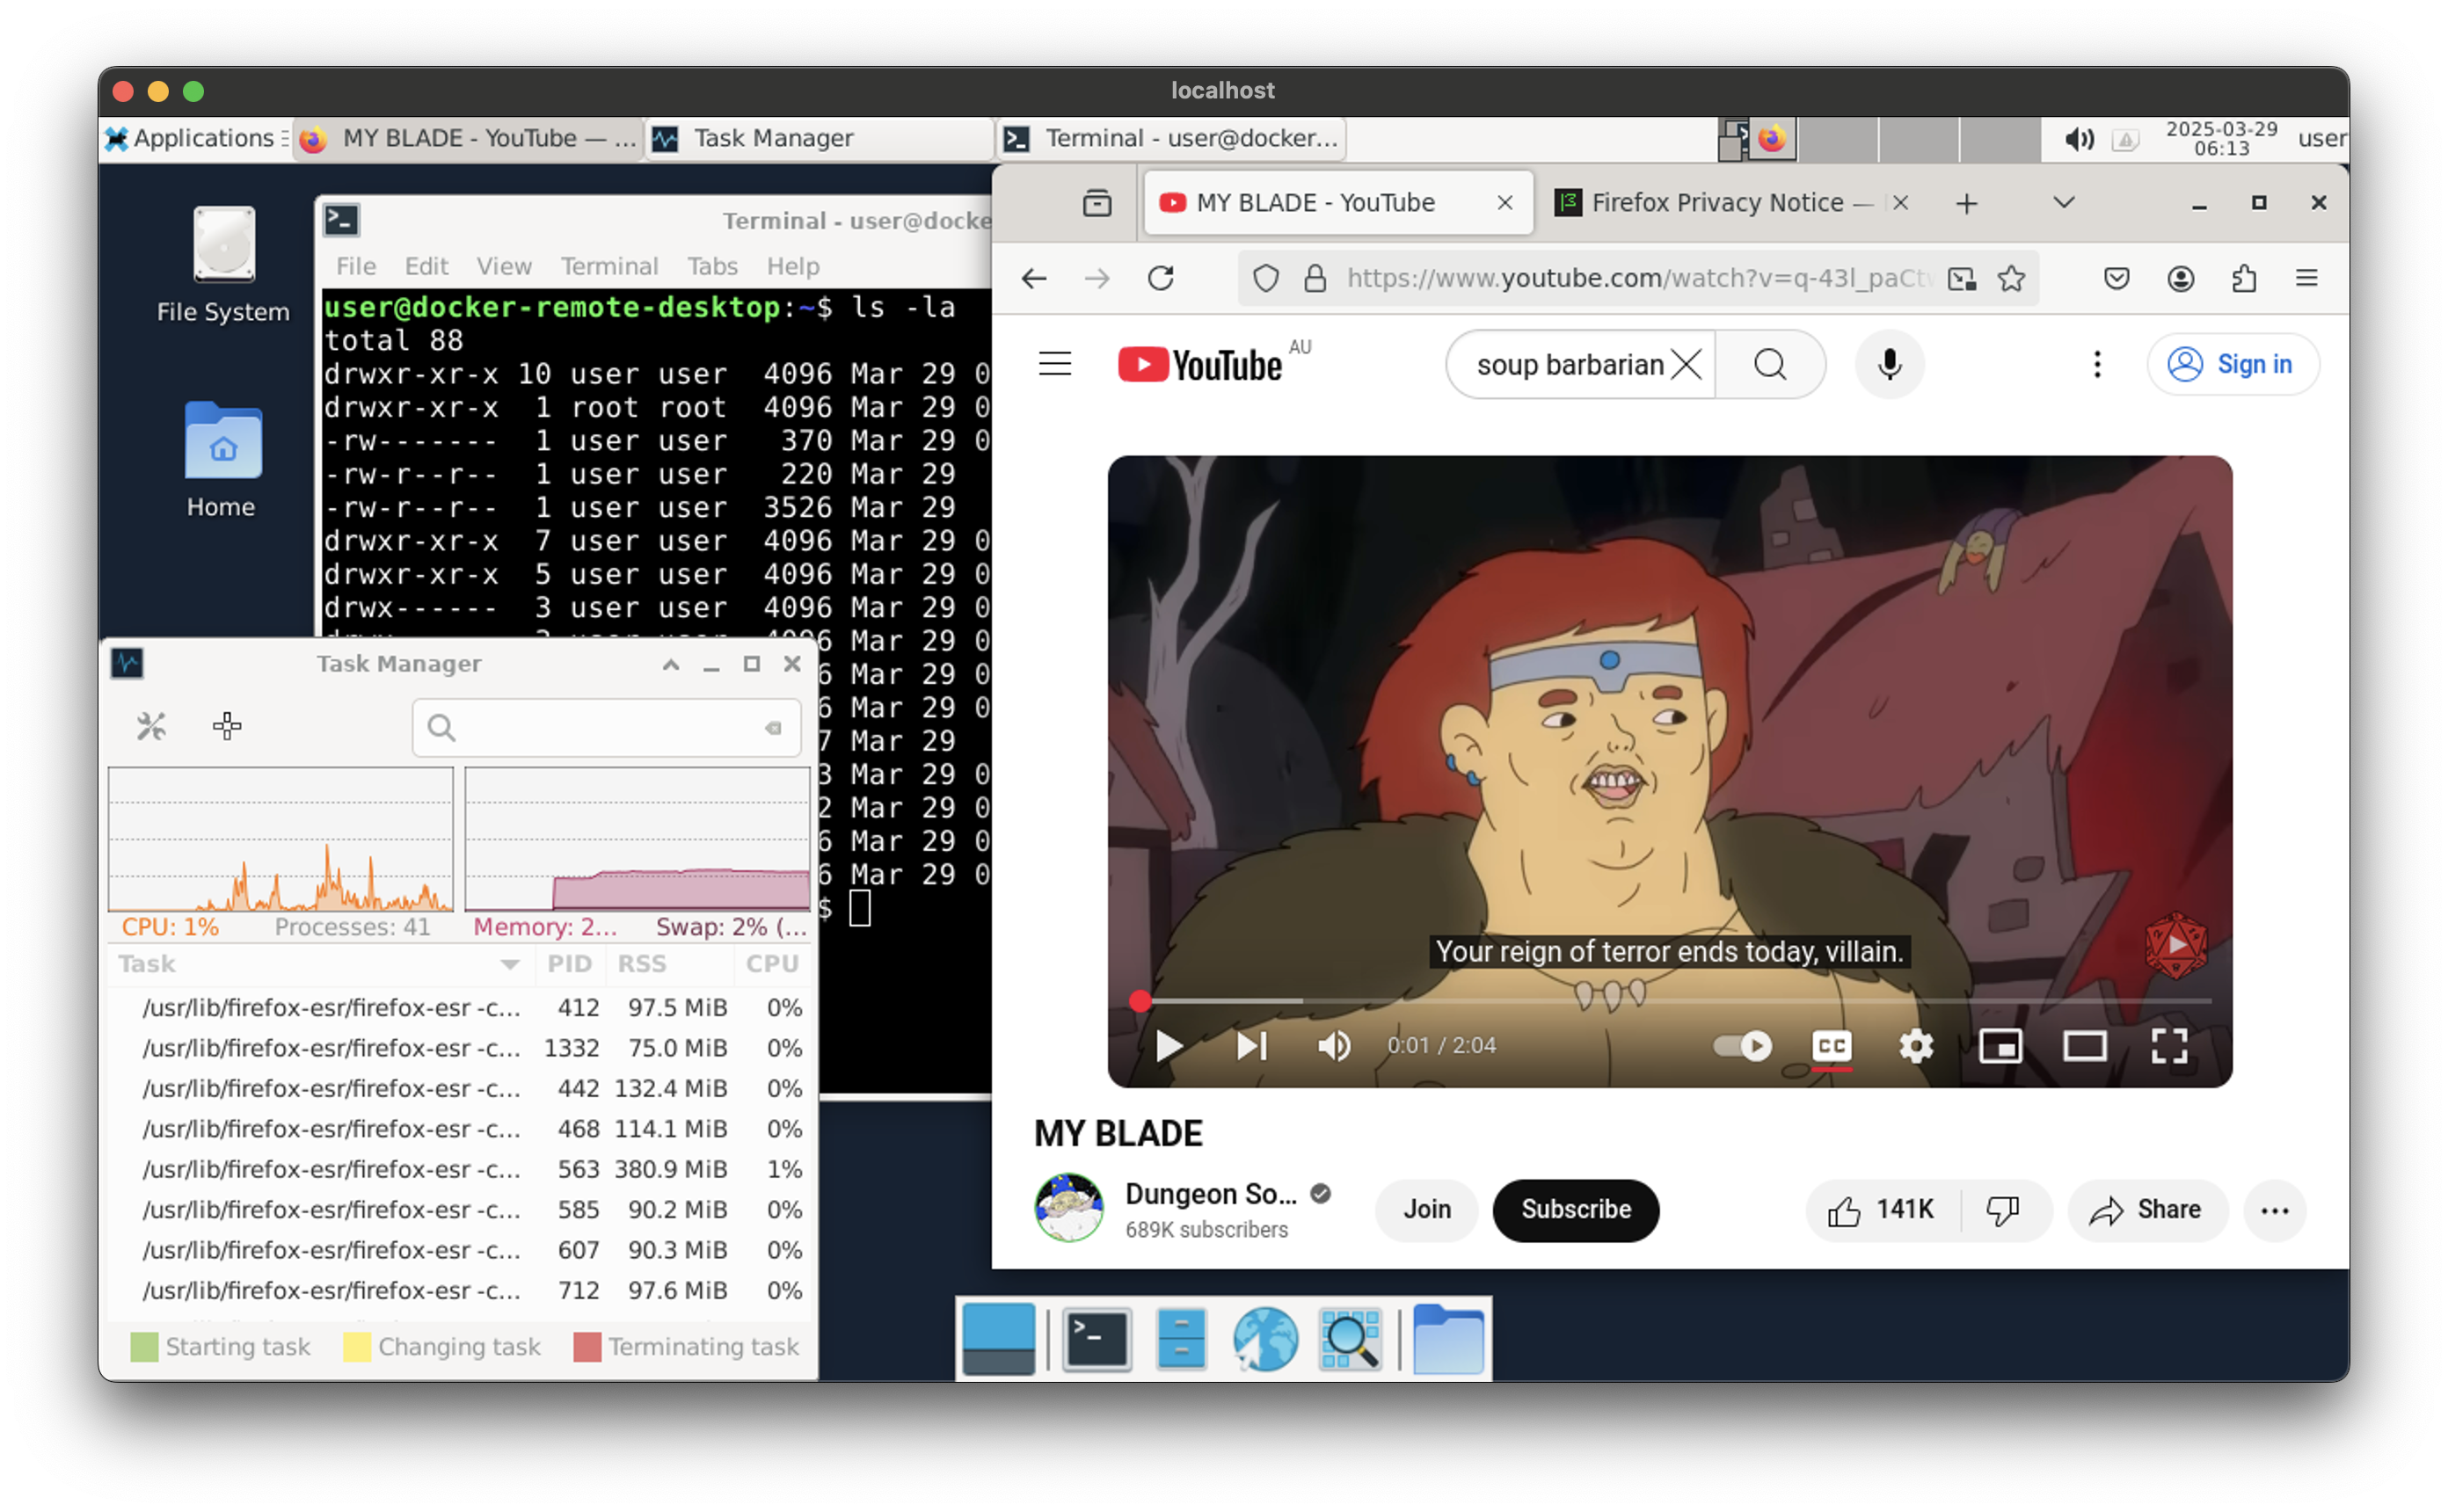 localhost
Applications
MY BLADE - YouTube — ...
Task Manager
Terminal - user@docker...
2025-03-29
06:13
user
File System
Home
Terminal - user@docke
File Edit View Terminal Tabs Help
user@docker-remote-desktop:~$ ls -la
total 88
drwxr-xr-x 10 user user 4096 Mar 29 0
drwxr-xr-x 1 root root 4096 Mar 29 0
-rw------- 1 user user 370 Mar 29 0
-rw-r--r-- 1 user user 220 Mar 29
-rw-r--r-- 1 user user 3526 Mar 29
drwxr-xr-x 7 user user 4096 Mar 29 0
drwxr-xr-x 5 user user 4096 Mar 29 0
drwx------ 3 user user 4096 Mar 29 0
6 Mar 29 0
6 Mar 29 0
6 Mar 29 0
7 Mar 29
3 Mar 29 0
2 Mar 29 0
6 Mar 29 0
6 Mar 29 0
$
Task Manager
CPU: 1% Processes: 41 Memory: 2... Swap: 2% (...
Task PID RSS CPU
/usr/lib/firefox-esr/firefox-esr -c... 412 97.5 MiB 0%
/usr/lib/firefox-esr/firefox-esr -c... 1332 75.0 MiB 0%
/usr/lib/firefox-esr/firefox-esr -c... 442 132.4 MiB 0%
/usr/lib/firefox-esr/firefox-esr -c... 468 114.1 MiB 0%
/usr/lib/firefox-esr/firefox-esr -c... 563 380.9 MiB 1%
/usr/lib/firefox-esr/firefox-esr -c... 585 90.2 MiB 0%
/usr/lib/firefox-esr/firefox-esr -c... 607 90.3 MiB 0%
/usr/lib/firefox-esr/firefox-esr -c... 712 97.6 MiB 0%
Starting task Changing task Terminating task
MY BLADE - YouTube
Firefox Privacy Notice —
https://www.youtube.com/watch?v=q-43l_paCtv
YouTube AU
soup barbarian
Sign in
Your reign of terror ends today, villain.
0:01 / 2:04
CC
MY BLADE
Dungeon So...
689K subscribers
Join
Subscribe
141K
Share